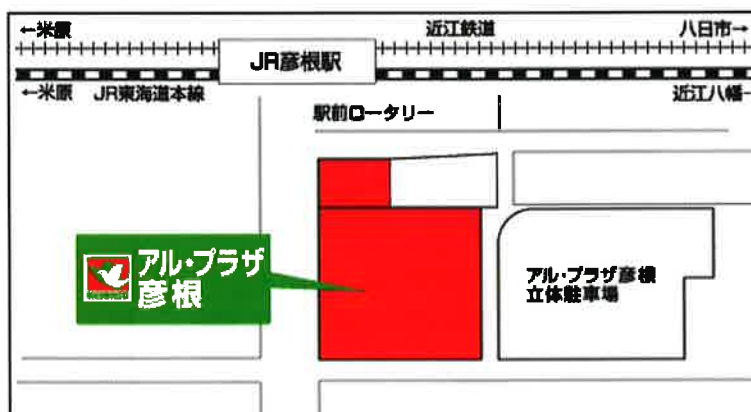 ←米原 近江鉄道 八日市→
JR彦根駅
←米原 JR東海道本線 近江八幡→
駅前ロータリー
アル・プラザ
彦根
アル・プラザ彦根
立体駐車場